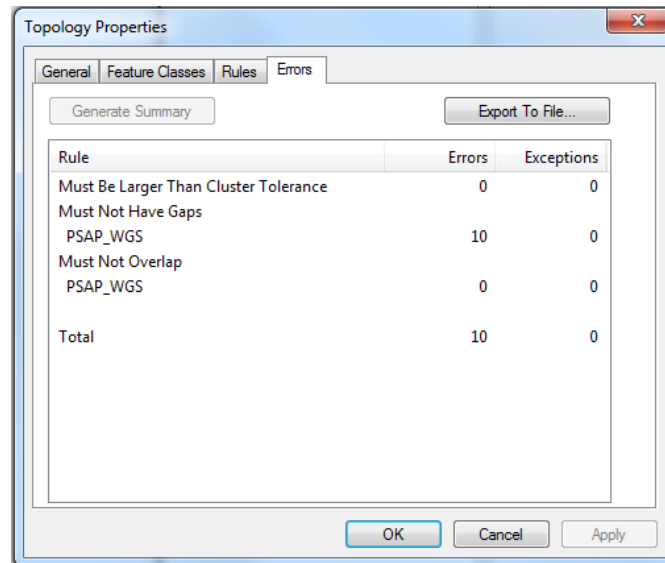 Topology Properties
General Feature Classes Rules Errors
Generate Summary Export To File...
Rule Errors Exceptions
Must Be Larger Than Cluster Tolerance 0 0
Must Not Have Gaps
PSAP_WGS 10 0
Must Not Overlap
PSAP_WGS 0 0
Total 10 0
OK Cancel Apply